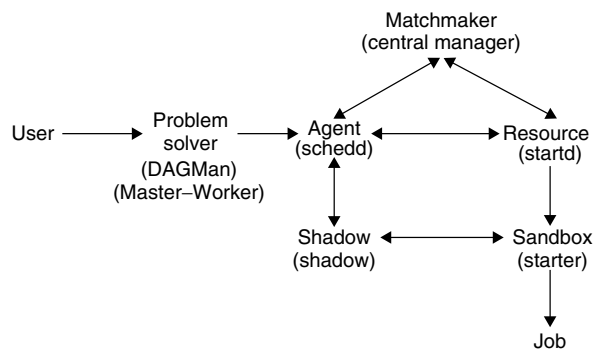 Matchmaker
(central manager)
User
Problem
solver
(DAGMan)
(Master–Worker)
Agent
(schedd)
Resource
(startd)
Shadow
(shadow)
Sandbox
(starter)
Job